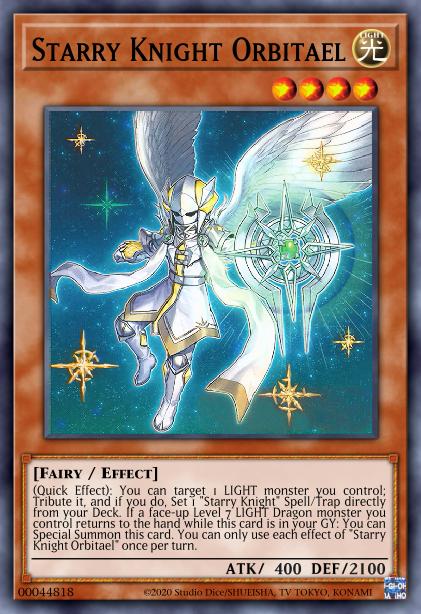 Starry Knight Orbitael
LIGHT
光
[Fairy / Effect]
(Quick Effect): You can target 1 LIGHT monster you control;
Tribute it, and if you do, Set 1 "Starry Knight" Spell/Trap directly
from your Deck. If a face-up Level 7 LIGHT Dragon monster you
control returns to the hand while this card is in your GY: You can
Special Summon this card. You can only use each effect of "Starry
Knight Orbitael" once per turn.
ATK/ 400 DEF/2100
00044818
©2020 Studio Dice/SHUEISHA, TV TOKYO, KONAMI